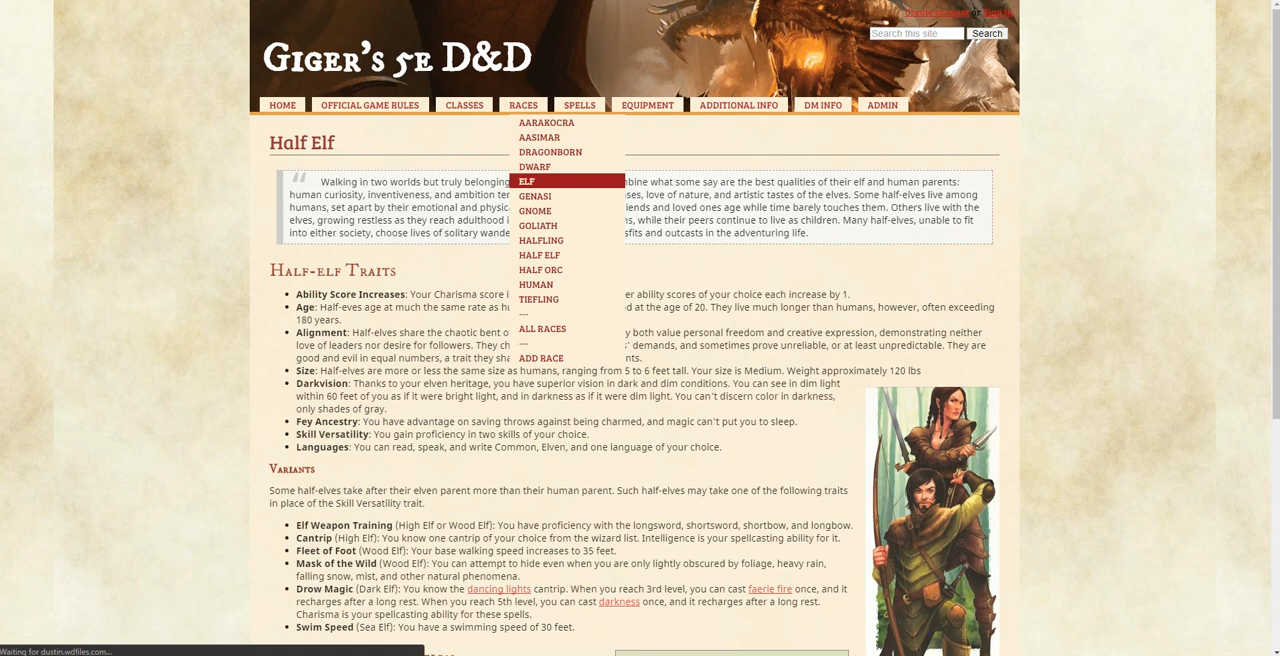 Create account or Sign in
Search this site Search
Giger's 5e D&D
HOME OFFICIAL GAME RULES CLASSES RACES SPELLS EQUIPMENT ADDITIONAL INFO DM INFO ADMIN
AARAKOCRA
AASIMAR
DRAGONBORN
DWARF
ELF
GENASI
GNOME
GOLIATH
HALFLING
HALF ELF
HALF ORC
HUMAN
TIEFLING
---
ALL RACES
---
ADD RACE
Half Elf
“ Walking in two worlds but truly belonging mbine what some say are the best qualities of their elf and human parents:
human curiosity, inventiveness, and ambition ses, love of nature, and artistic tastes of the elves. Some half-elves live among
humans, set apart by their emotional and iends and loved ones age while time barely touches them. Others live with the
elves, growing restless as they reach adulthood while their peers continue to live as children. Many half-elves, unable to fit
into either society, choose lives of solitary fits and outcasts in the adventuring life.
Half-elf Traits
Ability Score Increases: Your Charisma score er ability scores of your choice each increase by 1.
Age: Half-eves age at much the same rate as d at the age of 20. They live much longer than humans, however, often exceeding
180 years.
Alignment: Half-elves share the chaotic bent o y both value personal freedom and creative expression, demonstrating neither
love of leaders nor desire for followers. They ' demands, and sometimes prove unreliable, or at least unpredictable. They are
good and evil in equal numbers, a trait they nts.
Size: Half-elves are more or less the same size as humans, ranging from 5 to 6 feet tall. Your size is Medium. Weight approximately 120 lbs
Darkvision: Thanks to your elven heritage, you have superior vision in dark and dim conditions. You can see in dim light
within 60 feet of you as if it were bright light, and in darkness as if it were dim light. You can't discern color in darkness,
only shades of gray.
Fey Ancestry: You have advantage on saving throws against being charmed, and magic can't put you to sleep.
Skill Versatility: You gain proficiency in two skills of your choice.
Languages: You can read, speak, and write Common, Elven, and one language of your choice.
Variants
Some half-elves take after their elven parent more than their human parent. Such half-elves may take one of the following traits
in place of the Skill Versatility trait.
Elf Weapon Training (High Elf or Wood Elf): You have proficiency with the longsword, shortsword, shortbow, and longbow.
Cantrip (High Elf): You know one cantrip of your choice from the wizard list. Intelligence is your spellcasting ability for it.
Fleet of Foot (Wood Elf): Your base walking speed increases to 35 feet.
Mask of the Wild (Wood Elf): You can attempt to hide even when you are only lightly obscured by foliage, heavy rain,
falling snow, mist, and other natural phenomena.
Drow Magic (Dark Elf): You know the dancing lights cantrip. When you reach 3rd level, you can cast faerie fire once, and it
recharges after a long rest. When you reach 5th level, you can cast darkness once, and it recharges after a long rest.
Charisma is your spellcasting ability for these spells.
Swim Speed (Sea Elf): You have a swimming speed of 30 feet.
Waiting for dustin.wdfiles.com...